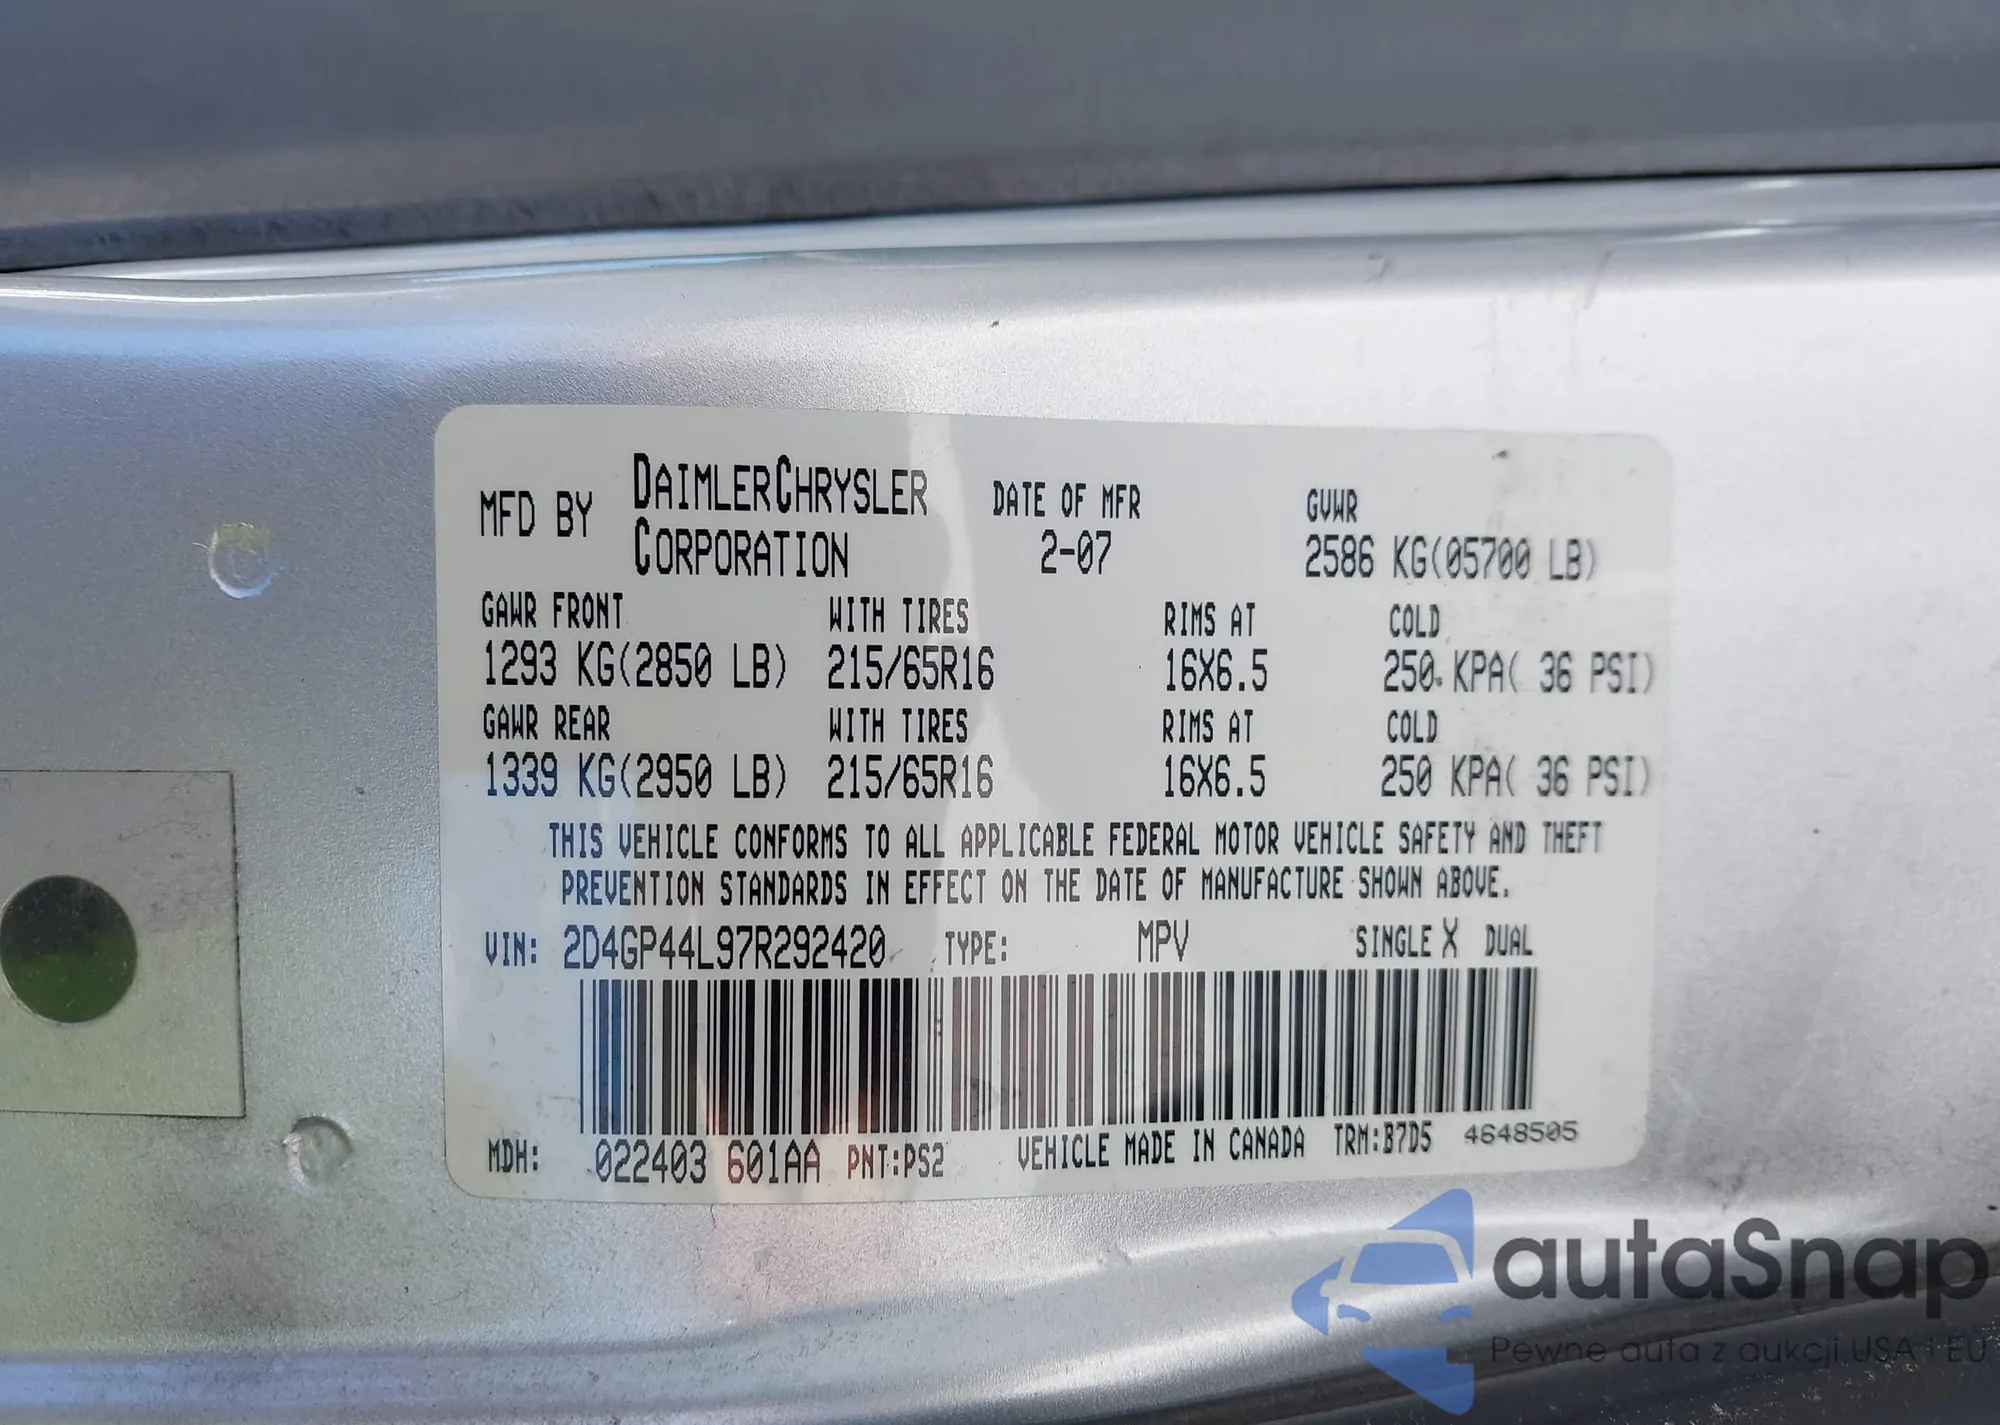 MFD BY DAIMLERCHRYSLER CORPORATION DATE OF MFR 2-07 GVWR 2586 KG(05700 LB)
GAWR FRONT WITH TIRES RIMS AT COLD
1293 KG(2850 LB) 215/65R16 16X6.5 250 KPA( 36 PSI)
GAWR REAR WITH TIRES RIMS AT COLD
1339 KG(2950 LB) 215/65R16 16X6.5 250 KPA( 36 PSI)
THIS VEHICLE CONFORMS TO ALL APPLICABLE FEDERAL MOTOR VEHICLE SAFETY AND THEFT
PREVENTION STANDARDS IN EFFECT ON THE DATE OF MANUFACTURE SHOWN ABOVE.
VIN: 2D4GP44L97R292420 TYPE: MPV SINGLE X DUAL
MDH: 022403 601AA PNT:PS2 VEHICLE MADE IN CANADA TRM:B7D5 4648505
autaSnap
Pewne auta z aukcji USA i EU